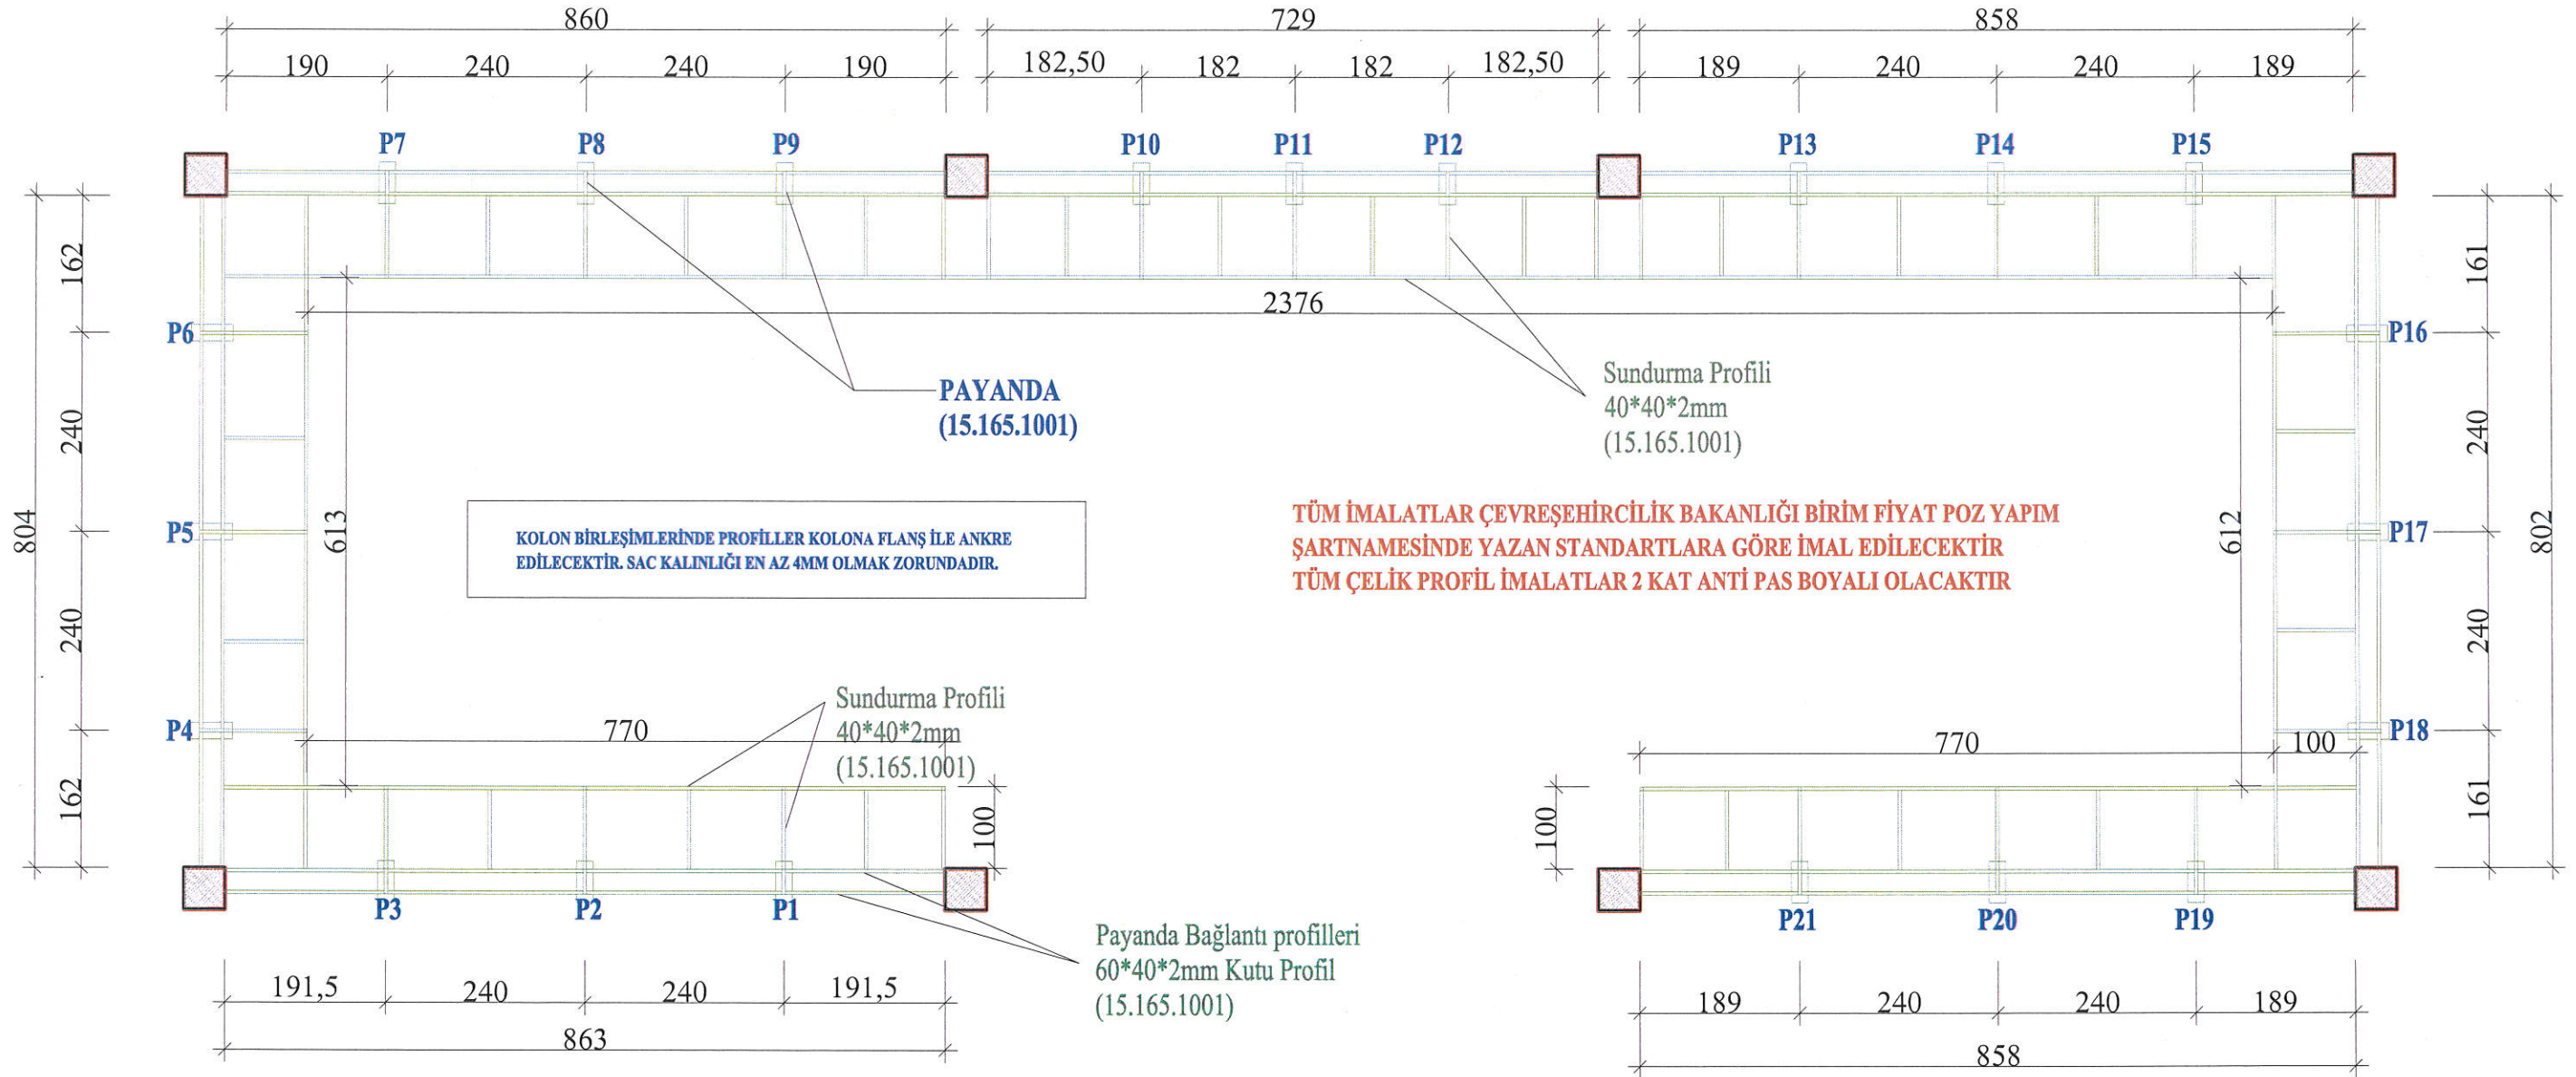 860
729
858
190
240
240
190
182,50
182
182
182,50
189
240
240
189
P7
P8
P9
P10
P11
P12
P13
P14
P15
162
161
2376
P6
P16
Sundurma Profili
40*40*2mm
(15.165.1001)
PAYANDA
(15.165.1001)
240
240
804
613
P5
KOLON BİRLEŞİMLERİNDE PROFİLLER KOLONA FLANŞ İLE ANKRE
EDİLECEKTİR. SAC KALINLIĞI EN AZ 4MM OLMAK ZORUNDADIR.
TÜM İMALATLAR ÇEVREŞEHİRCİLİK BAKANLIĞI BİRİM FİYAT POZ YAPIM
ŞARTNAMESİNDE YAZAN STANDARTLARA GÖRE İMAL EDİLECEKTİR
TÜM ÇELİK PROFİL İMALATLAR 2 KAT ANTİ PAS BOYALI OLACAKTIR
612
P17
802
240
240
Sundurma Profili
40*40*2mm
(15.165.1001)
P4
770
770
100
P18
162
100
100
161
P3
P2
P1
P21
P20
P19
Payanda Bağlantı profilleri
60*40*2mm Kutu Profil
(15.165.1001)
191,5
240
240
191,5
189
240
240
189
863
858